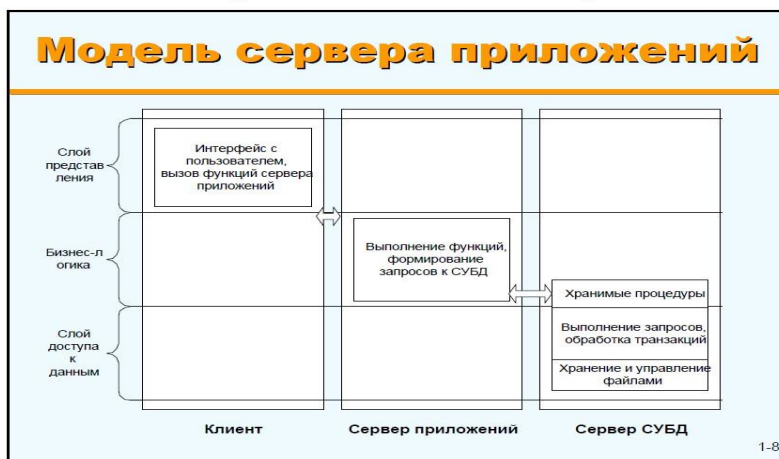 Модель сервера приложений
Слой
представ
ления
Интерфейс с
пользователем,
вызов функций сервера
приложений
Бизнес-л
огика
Выполнение функций,
формирование
запросов к СУБД
Хранимые процедуры
Слой
доступа
к
данным
Выполнение запросов,
обработка транзакций
Хранение и управление
файлами
Клиент
Сервер приложений
Сервер СУБД
1-8